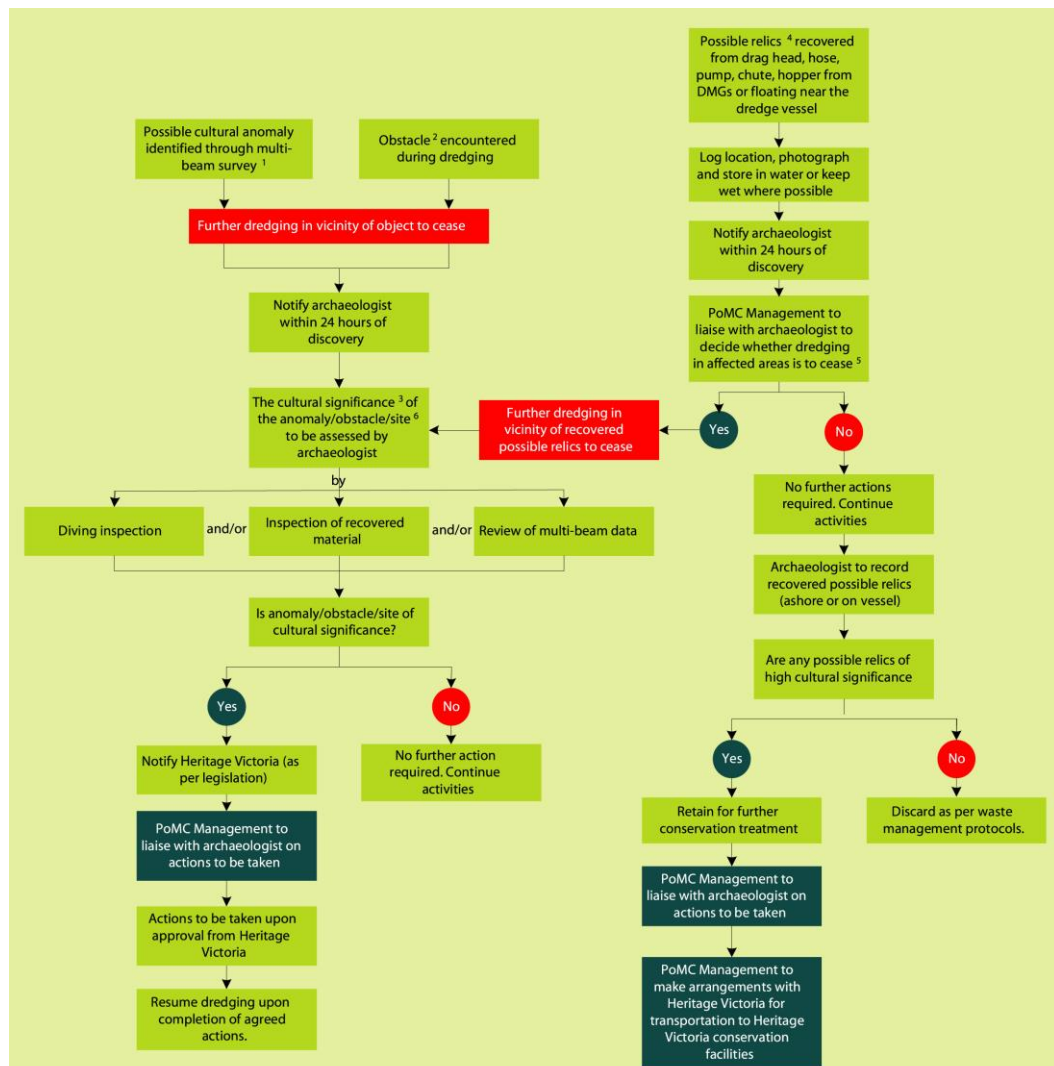 Possible cultural anomaly
identified through multi-
beam survey 1
Obstacle 2 encountered
during dredging
Further dredging in vicinity of object to cease
Notify archaeologist
within 24 hours of
discovery
The cultural significance 3 of
the anomaly/obstacle/site 6
to be assessed by
archaeologist
by
Diving inspection
and/or
Inspection of recovered
material
and/or
Review of multi-beam data
Is anomaly/obstacle/site of
cultural significance?
Yes
No
Notify Heritage Victoria (as
per legislation)
No further action
required. Continue
activities
PoMC Management to
liaise with archaeologist on
actions to be taken
Actions to be taken upon
approval from Heritage
Victoria
Resume dredging upon
completion of agreed
actions.
Possible relics 4 recovered
from drag head, hose,
pump, chute, hopper from
DMGs or floating near the
dredge vessel
Log location, photograph
and store in water or keep
wet where possible
Notify archaeologist
within 24 hours of
discovery
PoMC Management to
liaise with archaeologist to
decide whether dredging
in affected areas is to cease 5
Yes
No
Further dredging in
vicinity of recovered
possible relics to cease
No further actions
required. Continue
activities
Archaeologist to record
recovered possible relics
(ashore or on vessel)
Are any possible relics of
high cultural significance
Yes
No
Retain for further
conservation treatment
Discard as per waste
management protocols.
PoMC Management to
liaise with archaeologist on
actions to be taken
PoMC Management to
make arrangements with
Heritage Victoria for
transportation to Heritage
Victoria conservation
facilities